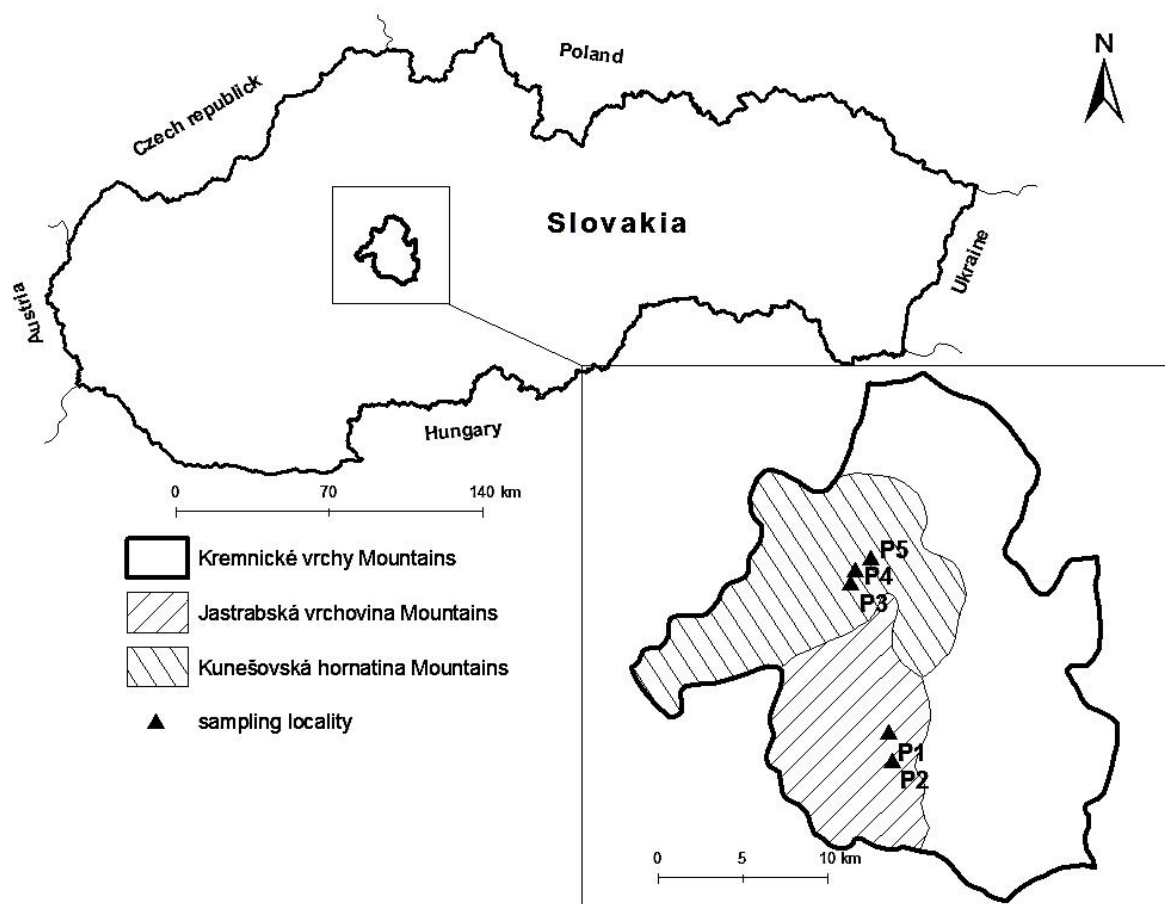 Poland
N
Czech republick
Slovakia
Ukraine
Austria
Hungary
0 70 140 km
Kremnické vrchy Mountains
Jastrabská vrchovina Mountains
Kunešovská hornatina Mountains
sampling locality
P5
P4
P3
P1
P2
0 5 10 km